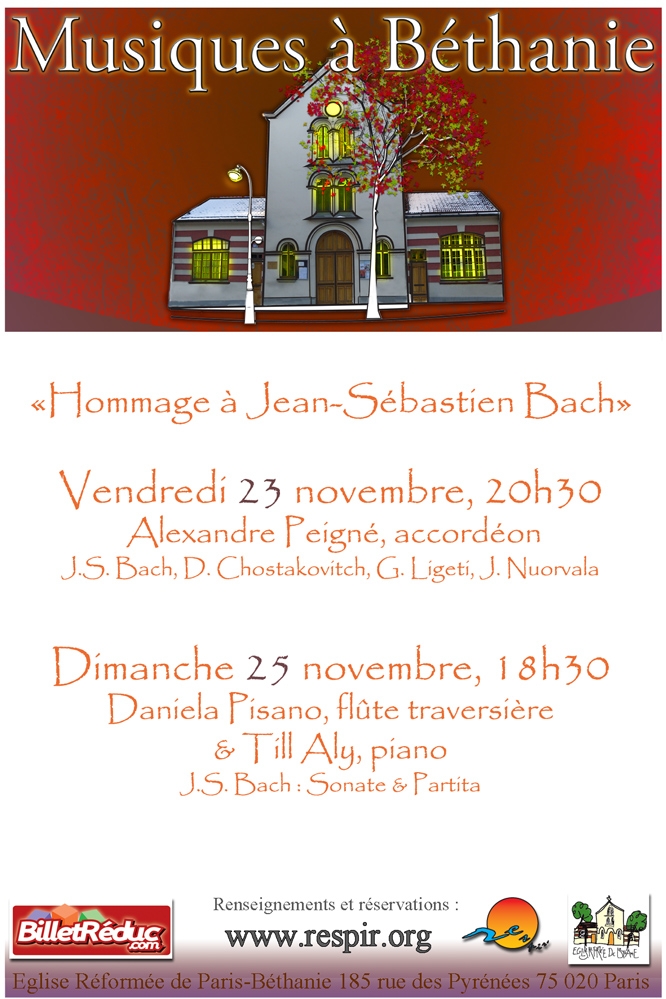 Musiques à Béthanie
«Hommage à Jean-Sébastien Bach»
Vendredi 23 novembre, 20h30
Alexandre Peigné, accordéon
J.S. Bach, D. Chostakovitch, G. Ligeti, J. Nuorvala
Dimanche 25 novembre, 18h30
Daniela Pisano, flûte traversière
& Till Aly, piano
J.S. Bach : Sonate & Partita
BilletRéduc
.com
Renseignements et réservations :
www.respir.org
Eglise Réformée de Paris-Béthanie 185 rue des Pyrénées 75 020 Paris